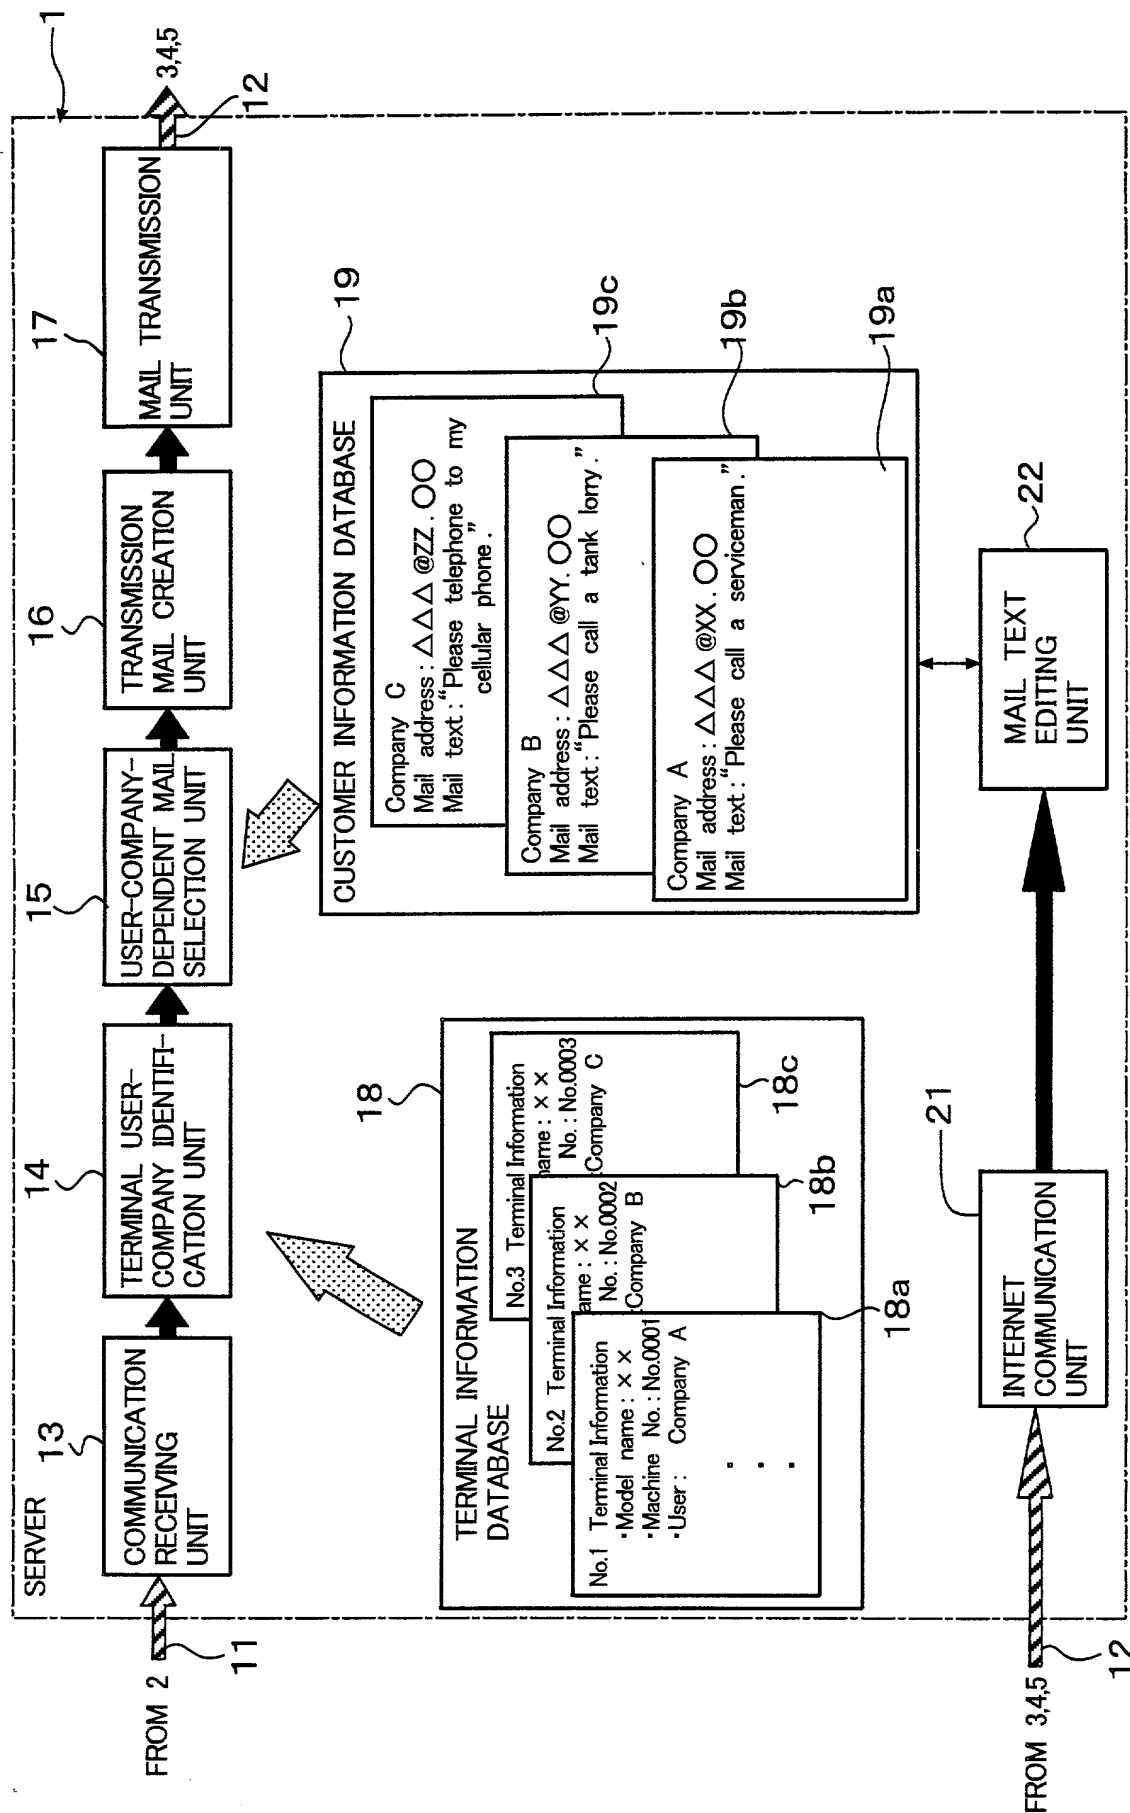 SERVER
1
FROM 2
11
13
COMMUNICATION
RECEIVING
UNIT
14
TERMINAL USER-
COMPANY IDENTIFI-
CATION UNIT
15
USER-COMPANY-
DEPENDENT MAIL
SELECTION UNIT
16
TRANSMISSION
MAIL CREATION
UNIT
17
MAIL TRANSMISSION
UNIT
12
3,4,5
TERMINAL INFORMATION
DATABASE
18
No.3 Terminal Information
name : ××
No. : No.0003
:Company C
18c
No.2 Terminal Information
ame : ××
No. : No.0002
:Company B
18b
No.1 Terminal Information
·Model name : ××
·Machine No. : No.0001
·User : Company A
18a
CUSTOMER INFORMATION DATABASE
19
Company C
Mail address : △△△@ZZ.○○
Mail text : “Please telephone to my
cellular phone.”
19c
Company B
Mail address : △△△@YY.○○
Mail text : “Please call a tank lorry.”
19b
Company A
Mail address : △△△@XX.○○
Mail text : “Please call a serviceman.”
19a
FROM 3,4,5
12
21
INTERNET
COMMUNICATION
UNIT
22
MAIL TEXT
EDITING
UNIT